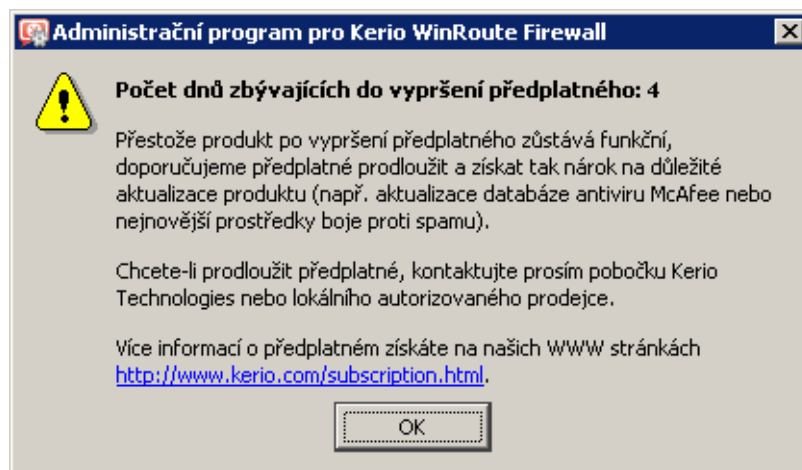 Administrační program pro Kerio WinRoute Firewall
Počet dnů zbývajících do vypršení předplatného: 4
Přestože produkt po vypršení předplatného zůstává funkční,
doporučujeme předplatné prodloužit a získat tak nárok na důležité
aktualizace produktu (např. aktualizace databáze antiviru McAfee nebo
nejnovější prostředky boje proti spamu).
Chcete-li prodloužit předplatné, kontaktujte prosím pobočku Kerio
Technologies nebo lokálního autorizovaného prodejce.
Více informací o předplatném získáte na našich WWW stránkách
http://www.kerio.com/subscription.html.
OK